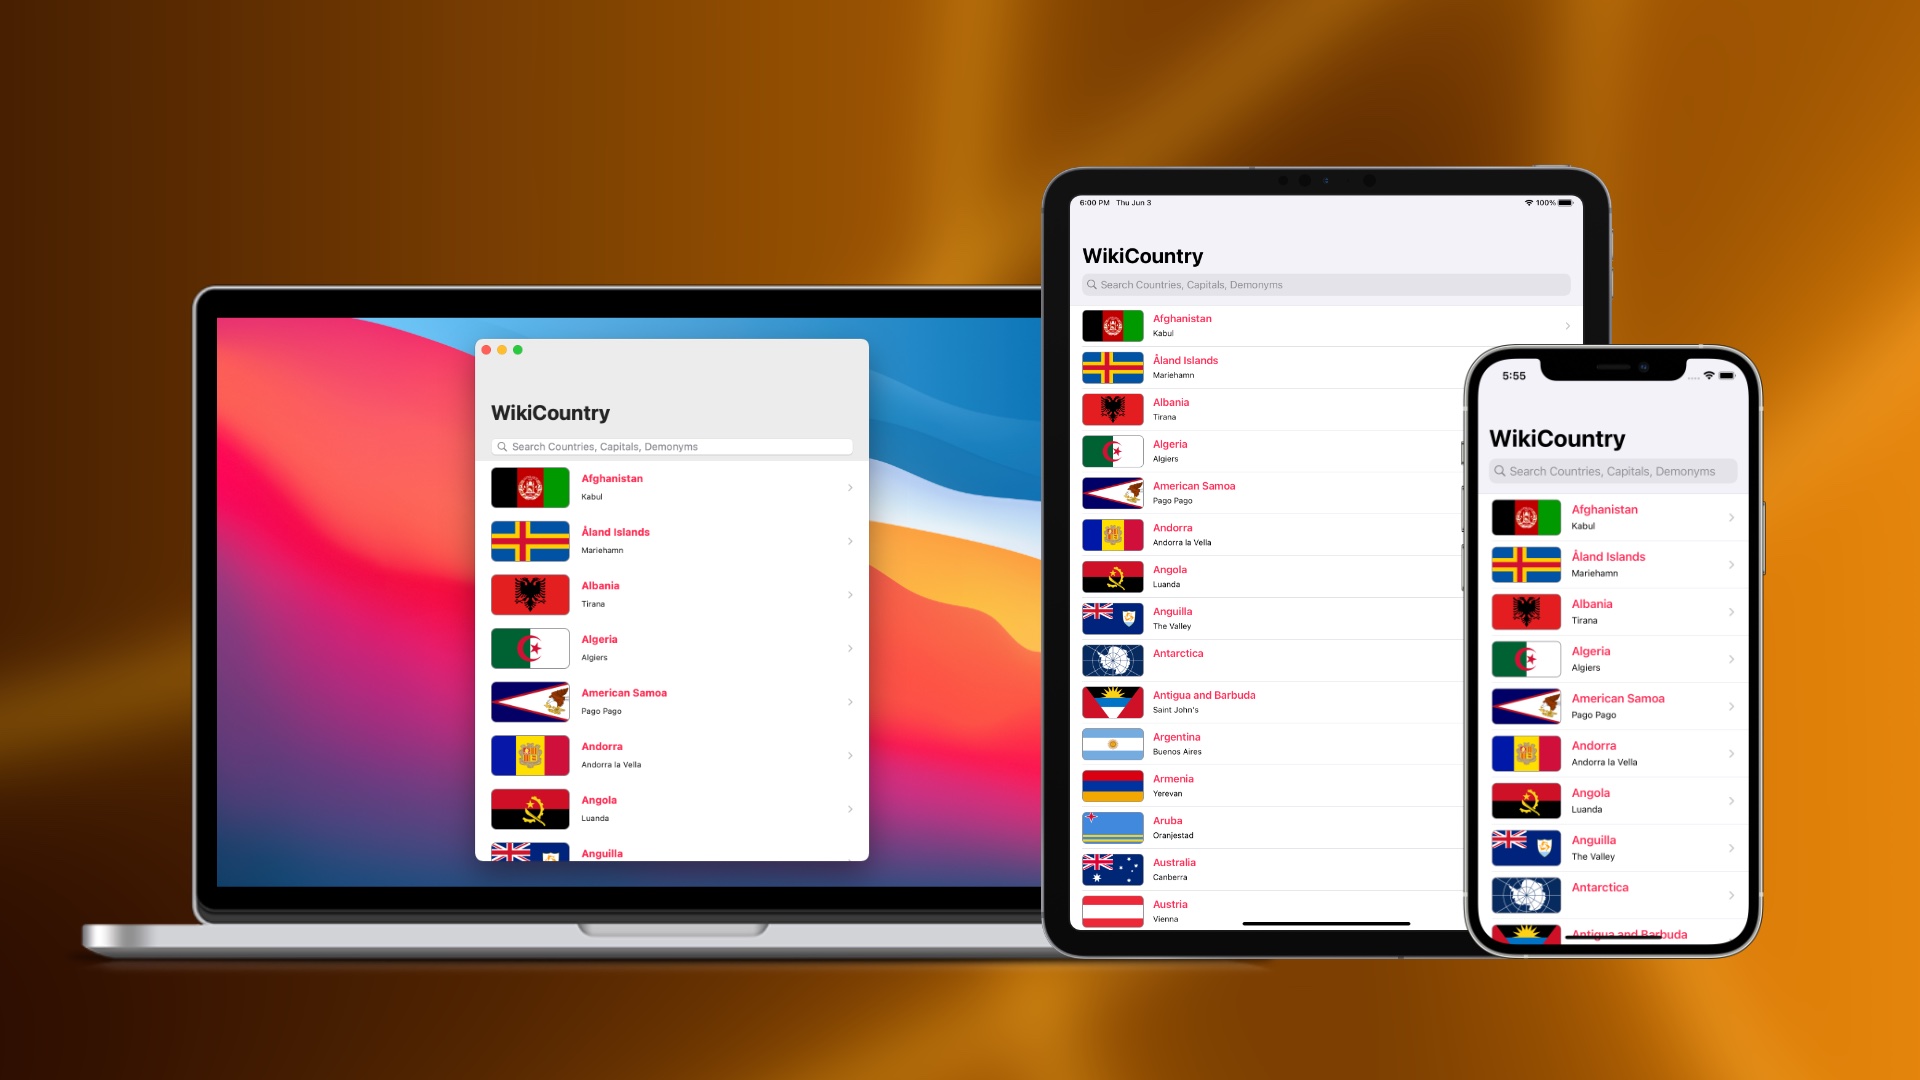 WikiCountry
Search Countries, Capitals, Demonyms
Afghanistan
Kabul
Åland Islands
Mariehamn
Albania
Tirana
Algeria
Algiers
American Samoa
Pago Pago
Andorra
Andorra la Vella
Angola
Luanda
Anguilla
6:00 PM Thu Jun 3
100%
WikiCountry
Search Countries, Capitals, Demonyms
Afghanistan
Kabul
Åland Islands
Mariehamn
Albania
Tirana
Algeria
Algiers
American Samoa
Pago Pago
Andorra
Andorra la Vella
Angola
Luanda
Anguilla
The Valley
Antarctica
Antigua and Barbuda
Saint John's
Argentina
Buenos Aires
Armenia
Yerevan
Aruba
Oranjestad
Australia
Canberra
Austria
Vienna
5:55
WikiCountry
Search Countries, Capitals, Demonyms
Afghanistan
Kabul
Åland Islands
Mariehamn
Albania
Tirana
Algeria
Algiers
American Samoa
Pago Pago
Andorra
Andorra la Vella
Angola
Luanda
Anguilla
The Valley
Antarctica
Antigua and Barbuda